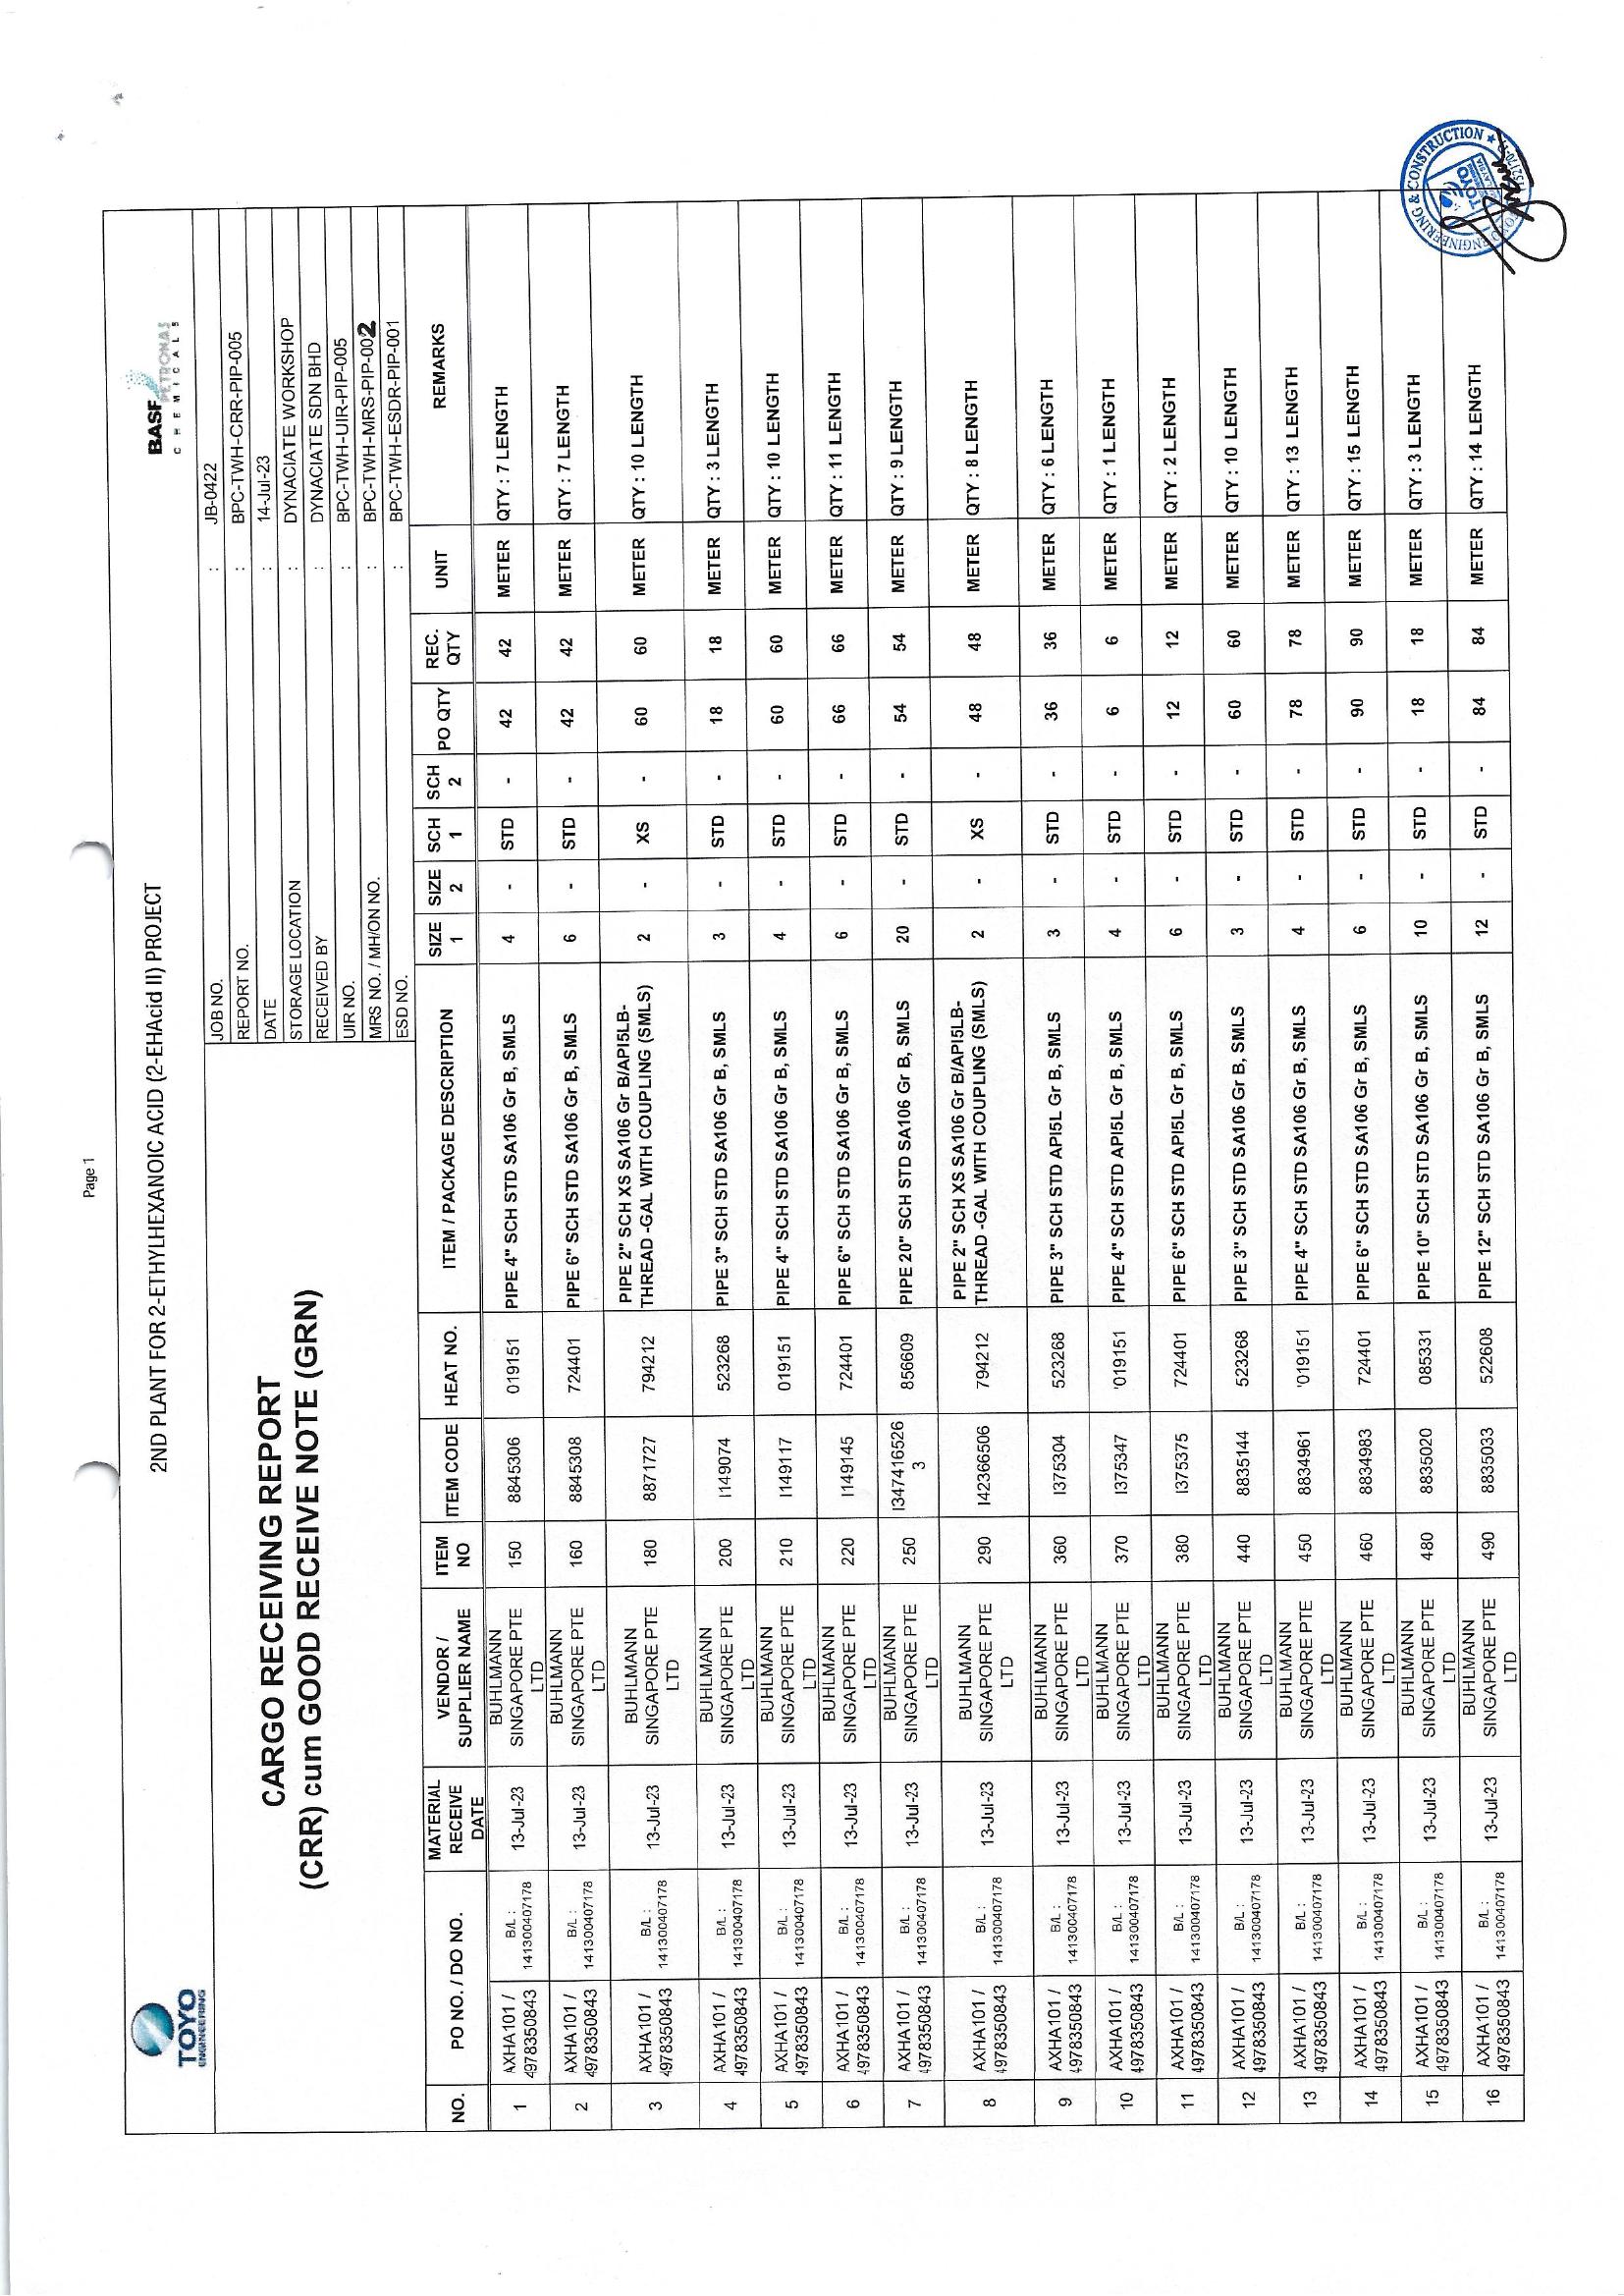 Page 1
TOYO
ENGINEERING
2ND PLANT FOR 2-ETHYLHEXANOIC ACID (2-EHAcid II) PROJECT
BASF PETRONAS
CHEMICALS
CARGO RECEIVING REPORT
(CRR) cum GOOD RECEIVE NOTE (GRN)
JOB NO. : JB-0422
REPORT NO. : BPC-TWH-CRR-PIP-005
DATE : 14-Jul-23
STORAGE LOCATION : DYNACIATE WORKSHOP
RECEIVED BY : DYNACIATE SDN BHD
UIR NO. : BPC-TWH-UIR-PIP-005
MRS NO. / MH/ON NO. : BPC-TWH-MRS-PIP-002
ESD NO. : BPC-TWH-ESDR-PIP-001
NO. PO NO. / DO NO. MATERIAL RECEIVE DATE VENDOR / SUPPLIER NAME ITEM NO ITEM CODE HEAT NO. ITEM / PACKAGE DESCRIPTION SIZE 1 SIZE 2 SCH 1 SCH 2 PO QTY REC. QTY UNIT REMARKS
1 AXHA101 / 4978350843 B/L : 141300407178 13-Jul-23 BUHLMANN SINGAPORE PTE LTD 150 8845306 019151 PIPE 4" SCH STD SA106 Gr B, SMLS 4 - STD - 42 42 METER QTY : 7 LENGTH
2 AXHA101 / 4978350843 B/L : 141300407178 13-Jul-23 BUHLMANN SINGAPORE PTE LTD 160 8845308 724401 PIPE 6" SCH STD SA106 Gr B, SMLS 6 - STD - 42 42 METER QTY : 7 LENGTH
3 AXHA101 / 4978350843 B/L : 141300407178 13-Jul-23 BUHLMANN SINGAPORE PTE LTD 180 8871727 794212 PIPE 2" SCH XS SA106 Gr B/API5LB-THREAD -GAL WITH COUPLING (SMLS) 2 - XS - 60 60 METER QTY : 10 LENGTH
4 AXHA101 / 4978350843 B/L : 141300407178 13-Jul-23 BUHLMANN SINGAPORE PTE LTD 200 I149074 523268 PIPE 3" SCH STD SA106 Gr B, SMLS 3 - STD - 18 18 METER QTY : 3 LENGTH
5 AXHA101 / 4978350843 B/L : 141300407178 13-Jul-23 BUHLMANN SINGAPORE PTE LTD 210 I149117 019151 PIPE 4" SCH STD SA106 Gr B, SMLS 4 - STD - 60 60 METER QTY : 10 LENGTH
6 AXHA101 / 4978350843 B/L : 141300407178 13-Jul-23 BUHLMANN SINGAPORE PTE LTD 220 I149145 724401 PIPE 6" SCH STD SA106 Gr B, SMLS 6 - STD - 66 66 METER QTY : 11 LENGTH
7 AXHA101 / 4978350843 B/L : 141300407178 13-Jul-23 BUHLMANN SINGAPORE PTE LTD 250 I3474165263 856609 PIPE 20" SCH STD SA106 Gr B, SMLS 20 - STD - 54 54 METER QTY : 9 LENGTH
8 AXHA101 / 4978350843 B/L : 141300407178 13-Jul-23 BUHLMANN SINGAPORE PTE LTD 290 I42366506 794212 PIPE 2" SCH XS SA106 Gr B/API5LB-THREAD -GAL WITH COUPLING (SMLS) 2 - XS - 48 48 METER QTY : 8 LENGTH
9 AXHA101 / 4978350843 B/L : 141300407178 13-Jul-23 BUHLMANN SINGAPORE PTE LTD 360 I375304 523268 PIPE 3" SCH STD API5L Gr B, SMLS 3 - STD - 36 36 METER QTY : 6 LENGTH
10 AXHA101 / 4978350843 B/L : 141300407178 13-Jul-23 BUHLMANN SINGAPORE PTE LTD 370 I375347 '019151 PIPE 4" SCH STD API5L Gr B, SMLS 4 - STD - 6 6 METER QTY : 1 LENGTH
11 AXHA101 / 4978350843 B/L : 141300407178 13-Jul-23 BUHLMANN SINGAPORE PTE LTD 380 I375375 724401 PIPE 6" SCH STD API5L Gr B, SMLS 6 - STD - 12 12 METER QTY : 2 LENGTH
12 AXHA101 / 4978350843 B/L : 141300407178 13-Jul-23 BUHLMANN SINGAPORE PTE LTD 440 8835144 523268 PIPE 3" SCH STD SA106 Gr B, SMLS 3 - STD - 60 60 METER QTY : 10 LENGTH
13 AXHA101 / 4978350843 B/L : 141300407178 13-Jul-23 BUHLMANN SINGAPORE PTE LTD 450 8834961 '019151 PIPE 4" SCH STD SA106 Gr B, SMLS 4 - STD - 78 78 METER QTY : 13 LENGTH
14 AXHA101 / 4978350843 B/L : 141300407178 13-Jul-23 BUHLMANN SINGAPORE PTE LTD 460 8834983 724401 PIPE 6" SCH STD SA106 Gr B, SMLS 6 - STD - 90 90 METER QTY : 15 LENGTH
15 AXHA101 / 4978350843 B/L : 141300407178 13-Jul-23 BUHLMANN SINGAPORE PTE LTD 480 8835020 085331 PIPE 10" SCH STD SA106 Gr B, SMLS 10 - STD - 18 18 METER QTY : 3 LENGTH
16 AXHA101 / 4978350843 B/L : 141300407178 13-Jul-23 BUHLMANN SINGAPORE PTE LTD 490 8835033 522608 PIPE 12" SCH STD SA106 Gr B, SMLS 12 - STD - 84 84 METER QTY : 14 LENGTH
TOYO ENGINEERING & CONSTRUCTION
TOYO